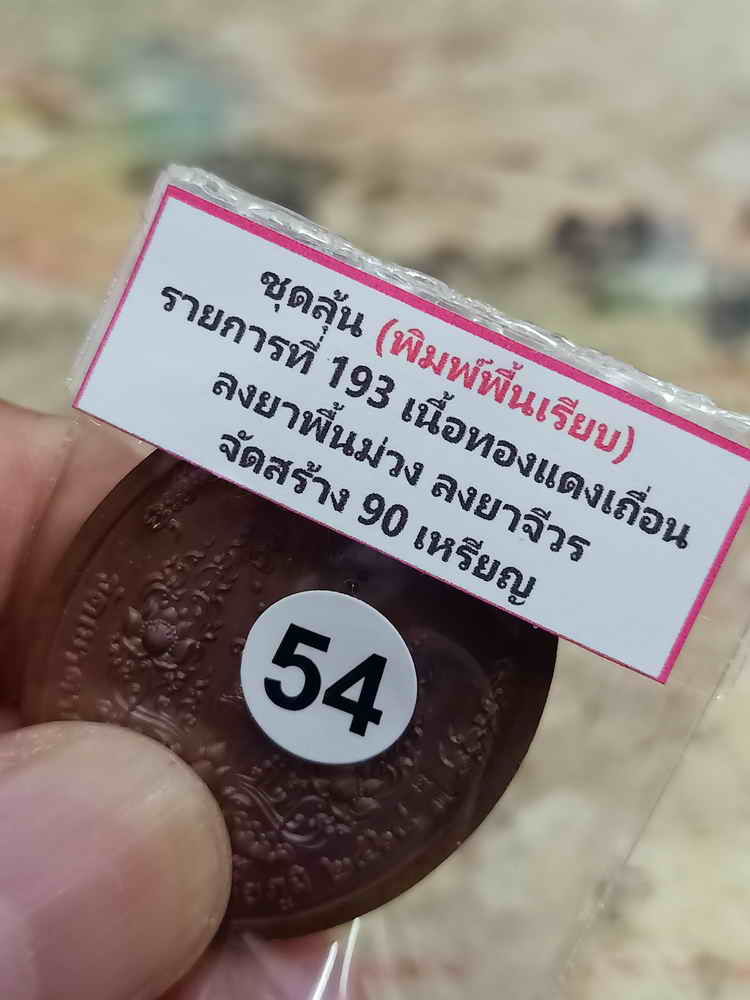 ชุดลุ้น (พิมพ์พื้นเรียบ)
รายการที่ 193 เนื้อทองแดงเถื่อน
ลงยาพื้นม่วง ลงยาจีวร
จัดสร้าง 90 เหรียญ
54